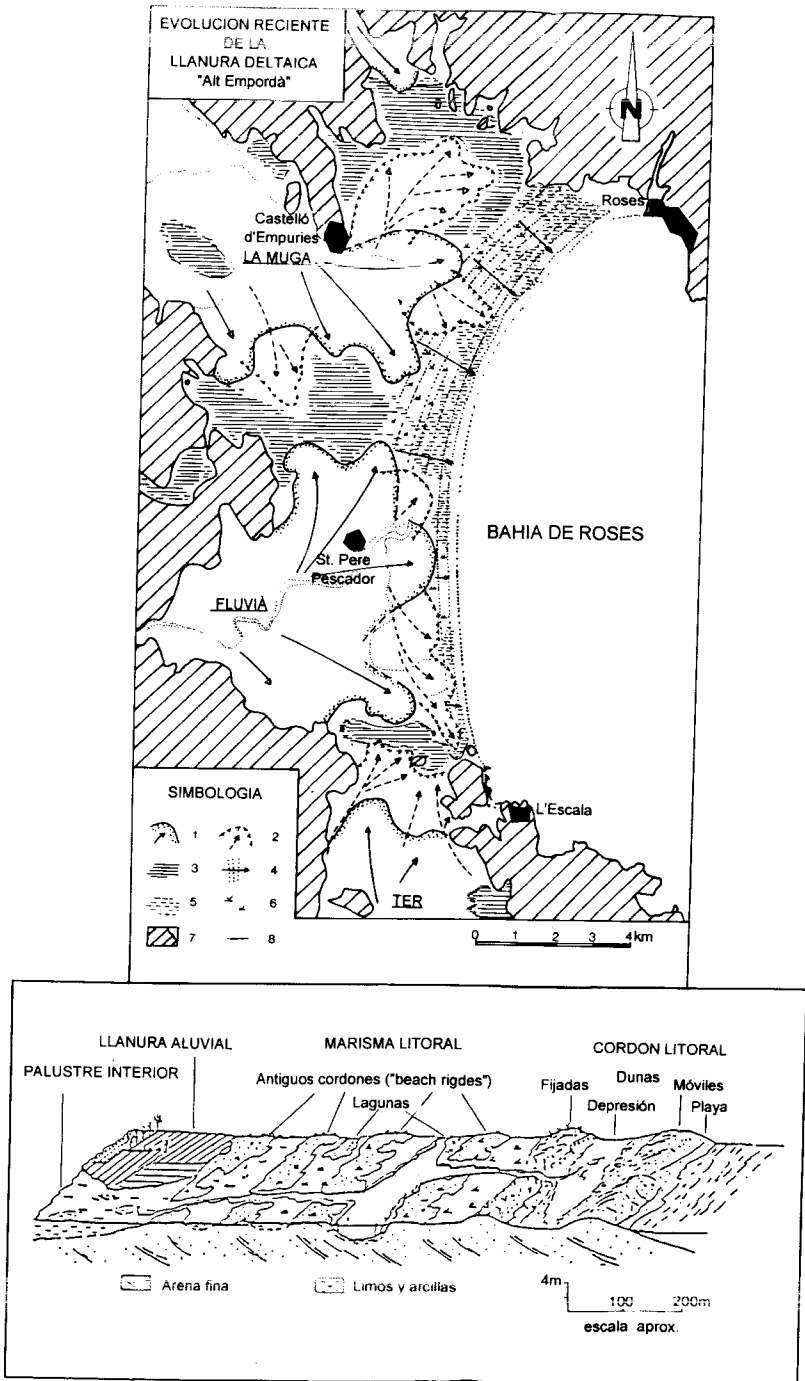 EVOLUCION RECIENTE
DE LA
LLANURA DELTAICA
"Alt Empordà"
N
Roses
Castelló
d'Empuries
LA MUGA
BAHIA DE ROSES
St. Pere
Pescador
FLUVIÀ
L'Escala
TER
SIMBOLOGIA
1 2
3 4
5 6
7 8
0 1 2 3 4 km
LLANURA ALUVIAL MARISMA LITORAL CORDON LITORAL
PALUSTRE INTERIOR
Antiguos cordones ("beach rigdes")
Lagunas
Fijadas Dunas Móviles
Depresión Playa
Arena fina Limos y arcillas
4m
100 200m
escala aprox.